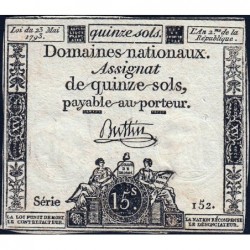 Loi du 23 Mai 1793.
quinze sols.
L'An 2me de la République.
Domaines nationaux.
Assignat
de quinze sols,
payable au porteur.
Buttin
15.s
Série 152.
LA LOI PUNIT DE MORT LE CONTREFACTEUR.
LA NATION RÉCOMPENSE LE DÉNONCIATEUR.